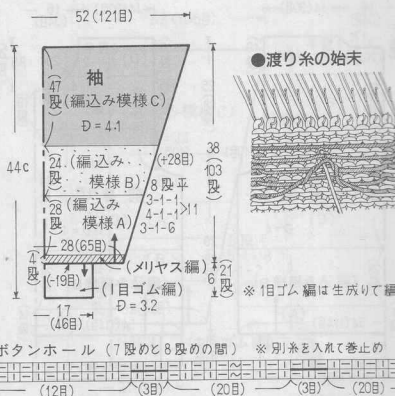 52(121目)
●渡り糸の始末
袖
47段
(編込み模様C)
Ð=4.1
44c
24段
(編込み
模様B)
28段
(編込み
模様A)
(+28目)
8段平
3-1-1
4-1-1>11
3-1-6
38
(103段)
28(65目)
4段
(メリヤス編)
(-19目)
(1目ゴム編)
17
(46目)
Ð=3.2
6
(21段)
※1目ゴム編は生成りで編
ボタンホール (7段めと8段めの間) ※別糸を入れて巻止め
(12目) (3目) (20目) (3目) (20目)